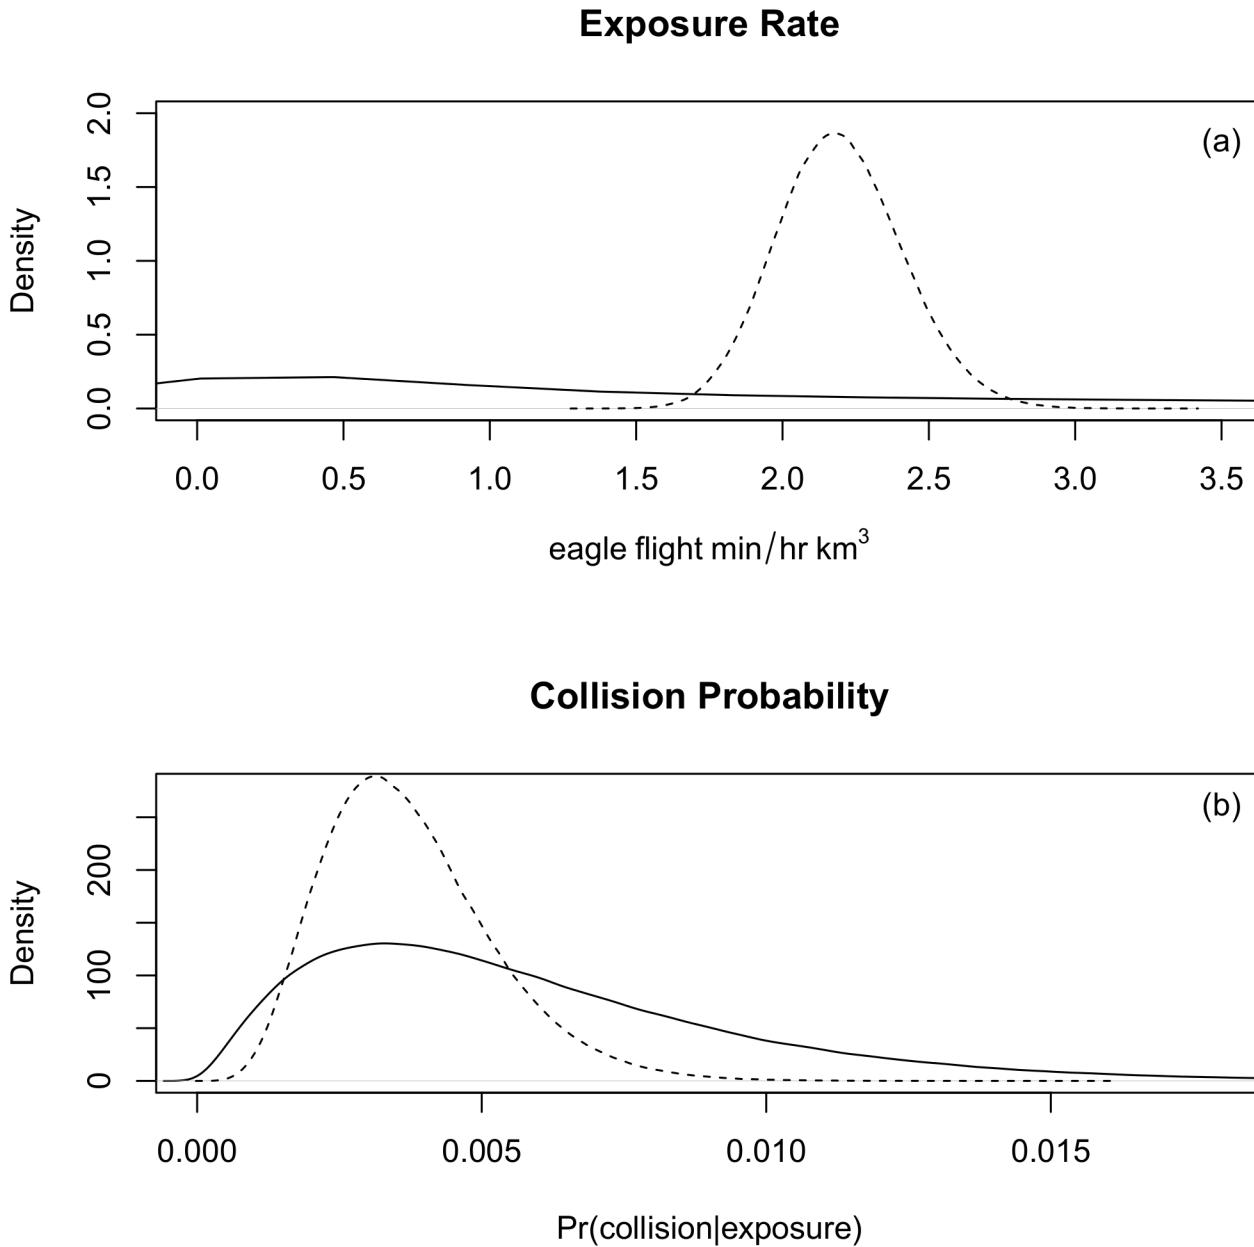 Exposure Rate
(a)
Density
0.0 0.5 1.0 1.5 2.0
0.0 0.5 1.0 1.5 2.0 2.5 3.0 3.5
eagle flight min/hr km³
Collision Probability
(b)
Density
0 100 200
0.000 0.005 0.010 0.015
Pr(collision|exposure)